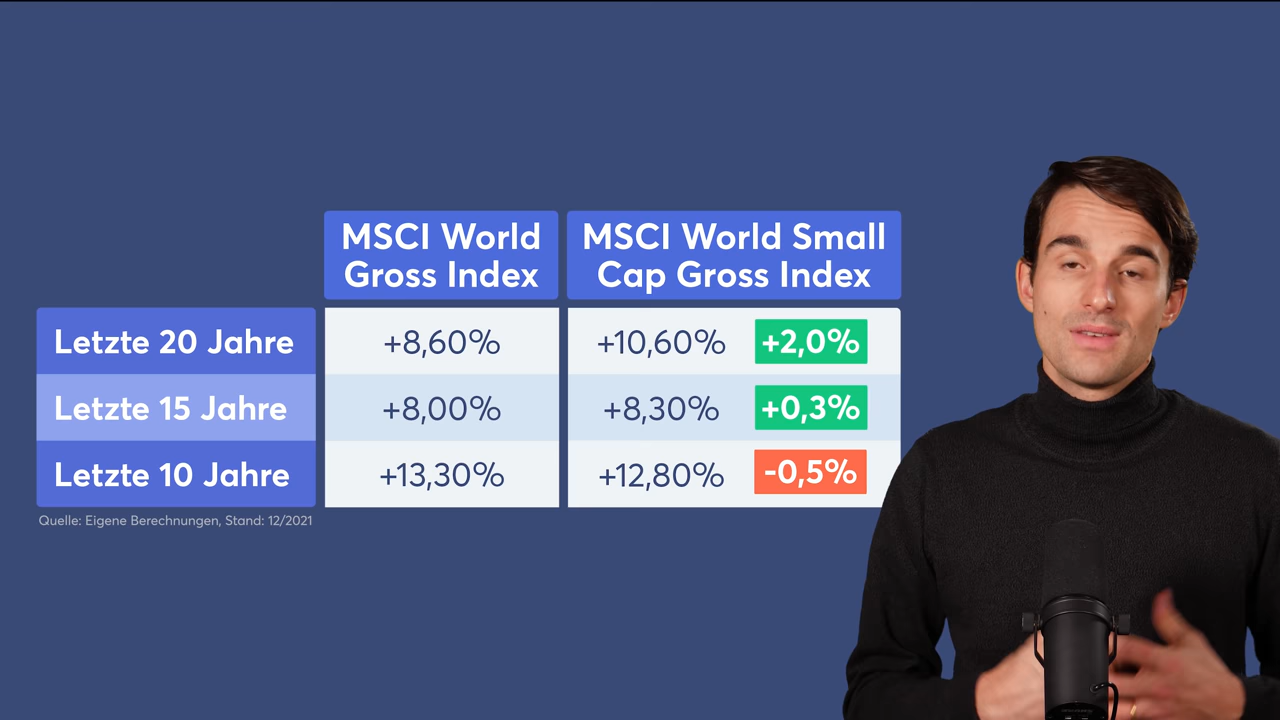 MSCI World
Gross Index
MSCI World Small
Cap Gross Index
Letzte 20 Jahre +8,60% +10,60% +2,0%
Letzte 15 Jahre +8,00% +8,30% +0,3%
Letzte 10 Jahre +13,30% +12,80% -0,5%
Quelle: Eigene Berechnungen, Stand: 12/2021